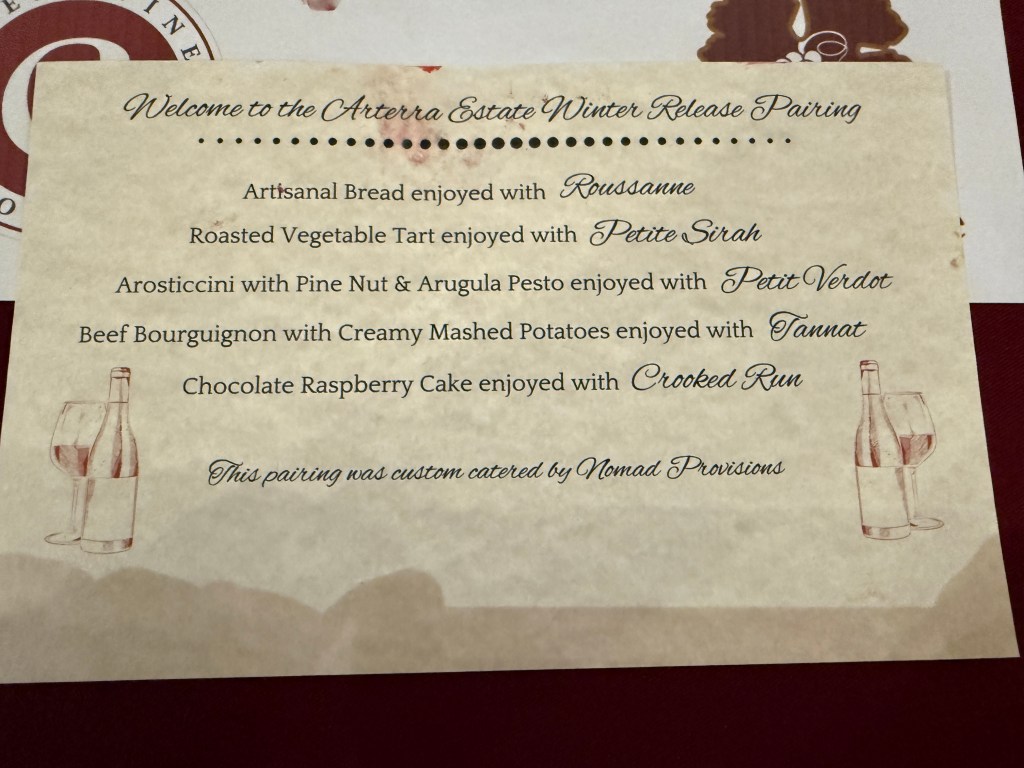 Welcome to the Arterra Estate Winter Release Pairing
Artisanal Bread enjoyed with Roussanne
Roasted Vegetable Tart enjoyed with Petite Sirah
Arosticcini with Pine Nut & Arugula Pesto enjoyed with Petit Verdot
Beef Bourguignon with Creamy Mashed Potatoes enjoyed with Tannat
Chocolate Raspberry Cake enjoyed with Crooked Run
This pairing was custom catered by Nomad Provisions